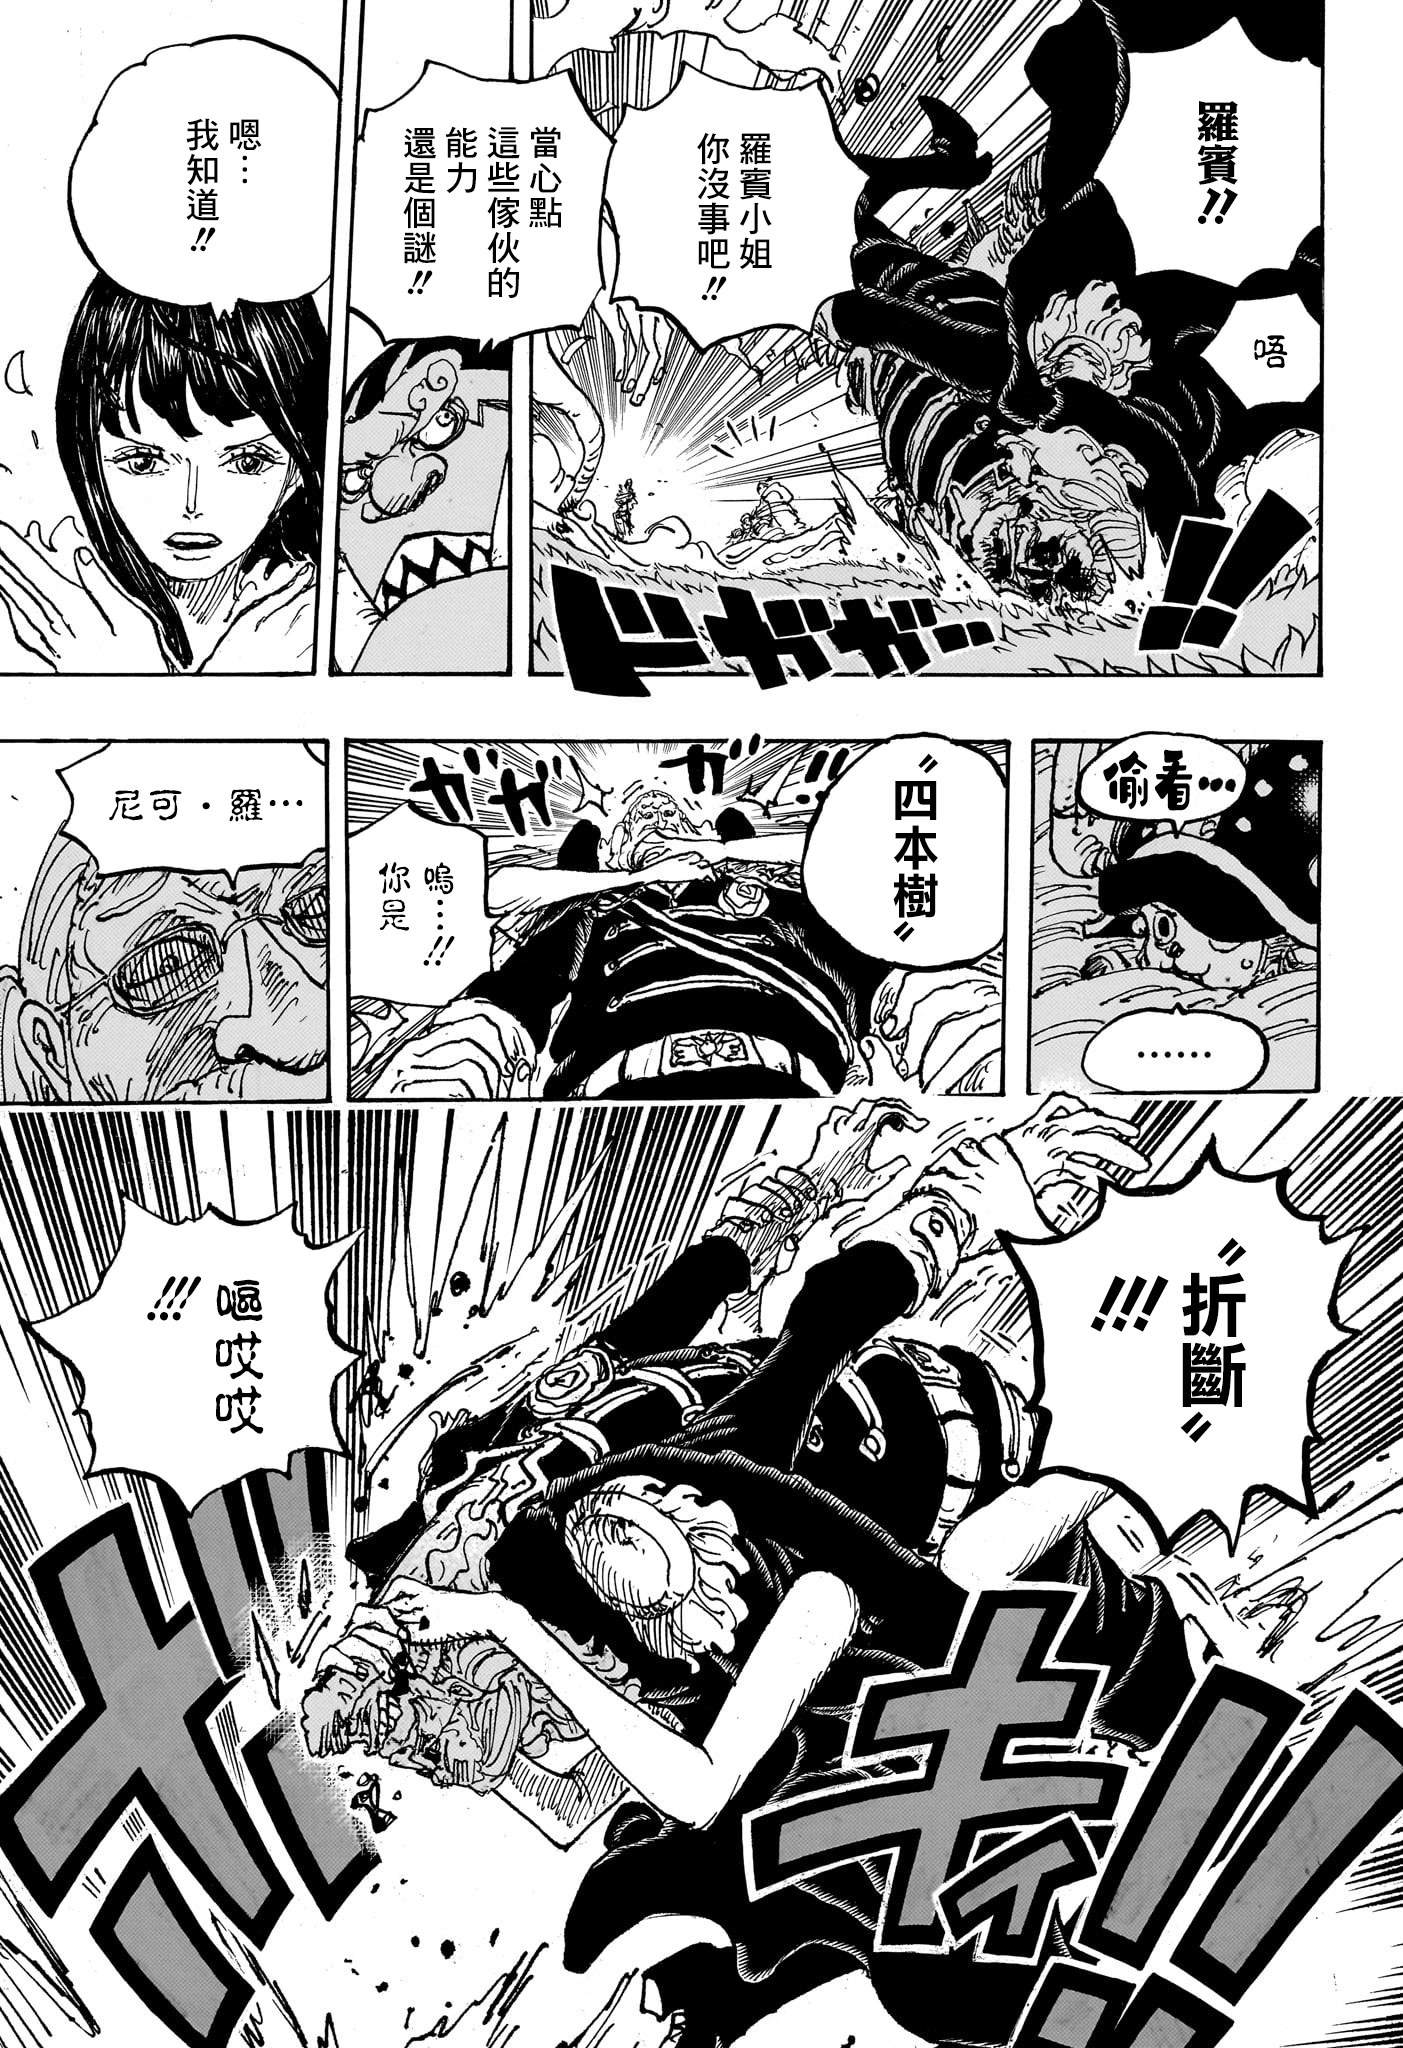 羅賓!!
唔
羅賓小姐
你沒事吧!!
!!
ドガガガ…
當心點
這些傢伙的
能力
還是個謎!!
嗯…
我知道!!
偷看…
……
〝四本樹〞
ガ
ガガ
嗚…!!
你是
尼可・羅…
〝折斷〞
!!!
嘔哎哎
!!!
メキィ!!